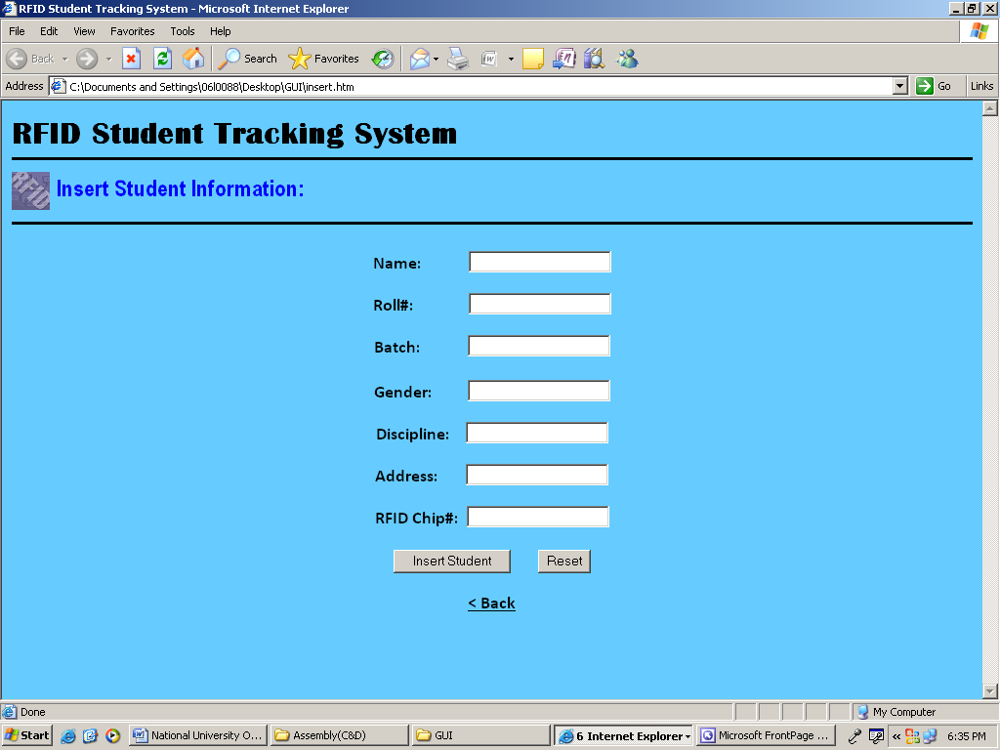 RFID Student Tracking System - Microsoft Internet Explorer
File Edit View Favorites Tools Help
Back Search Favorites
Address C:\Documents and Settings\06l0088\Desktop\GUI\insert.htm Go Links
RFID Student Tracking System
RFID Insert Student Information:
Name:
Roll#:
Batch:
Gender:
Discipline:
Address:
RFID Chip#:
Insert Student Reset
< Back
Done My Computer
Start National University O... Assembly(C&D) GUI 6 Internet Explorer Microsoft FrontPage ... « 6:35 PM